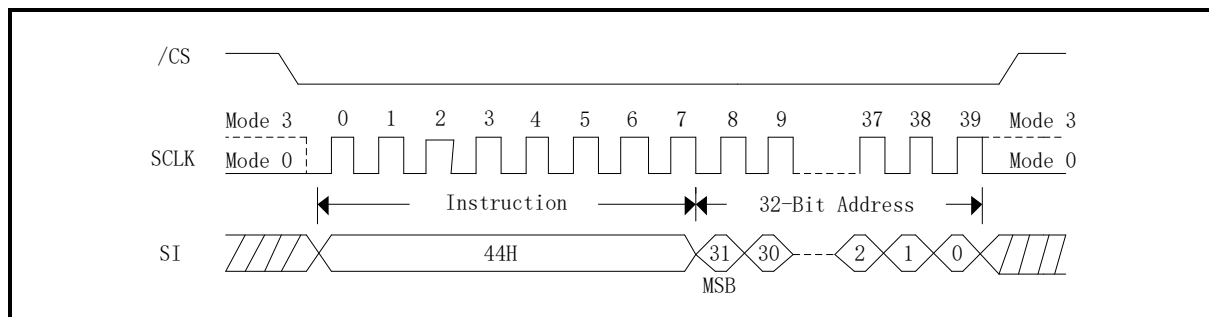 /CS
Mode 3 0 1 2 3 4 5 6 7 8 9 37 38 39 Mode 3
SCLK Mode 0 Mode 0
Instruction 32-Bit Address
SI 44H 31 30 2 1 0
MSB